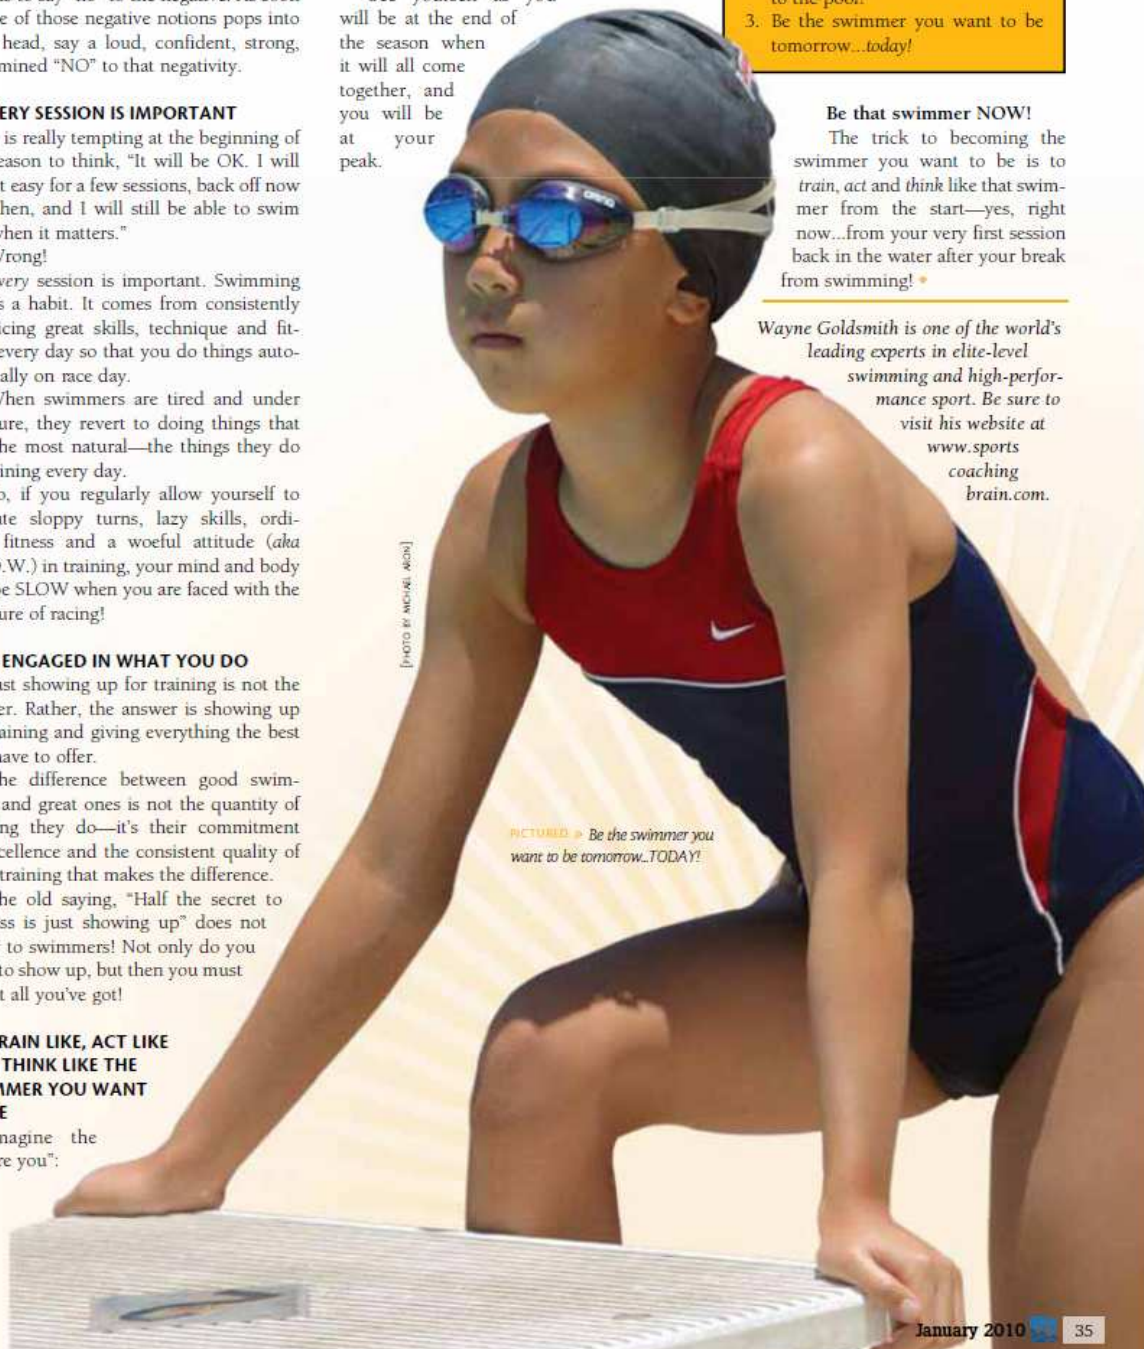 e of those negative notions pops into
head, say a loud, confident, strong,
mined “NO” to that negativity.
ERY SESSION IS IMPORTANT
is really tempting at the beginning of
eason to think, “It will be OK. I will
t easy for a few sessions, back off now
hen, and I will still be able to swim
when it matters.”
Wrong!
very session is important. Swimming
s a habit. It comes from consistently
icing great skills, technique and fit-
every day so that you do things auto-
ally on race day.
When swimmers are tired and under
ure, they revert to doing things that
he most natural—the things they do
ining every day.
o, if you regularly allow yourself to
ute sloppy turns, lazy skills, ordi-
fitness and a woeful attitude (aka
O.W.) in training, your mind and body
be SLOW when you are faced with the
ure of racing!
ENGAGED IN WHAT YOU DO
ust showing up for training is not the
er. Rather, the answer is showing up
aining and giving everything the best
have to offer.
he difference between good swim-
and great ones is not the quantity of
ng they do—it’s their commitment
cellence and the consistent quality of
training that makes the difference.
he old saying, “Half the secret to
ss is just showing up” does not
to swimmers! Not only do you
to show up, but then you must
t all you’ve got!
RAIN LIKE, ACT LIKE
THINK LIKE THE
MMER YOU WANT
E
magine the
re you”:
will be at the end of
the season when
it will all come
together, and
you will be
at your
peak.
to the pool!
3. Be the swimmer you want to be
tomorrow...today!
Be that swimmer NOW!
The trick to becoming the
swimmer you want to be is to
train, act and think like that swim-
mer from the start—yes, right
now...from your very first session
back in the water after your break
from swimming!
Wayne Goldsmith is one of the world’s
leading experts in elite-level
swimming and high-perfor-
mance sport. Be sure to
visit his website at
www.sports
coaching
brain.com.
arena
[PHOTO BY MICHAEL ARON]
PICTURED » Be the swimmer you
want to be tomorrow...TODAY!
January 2010 35